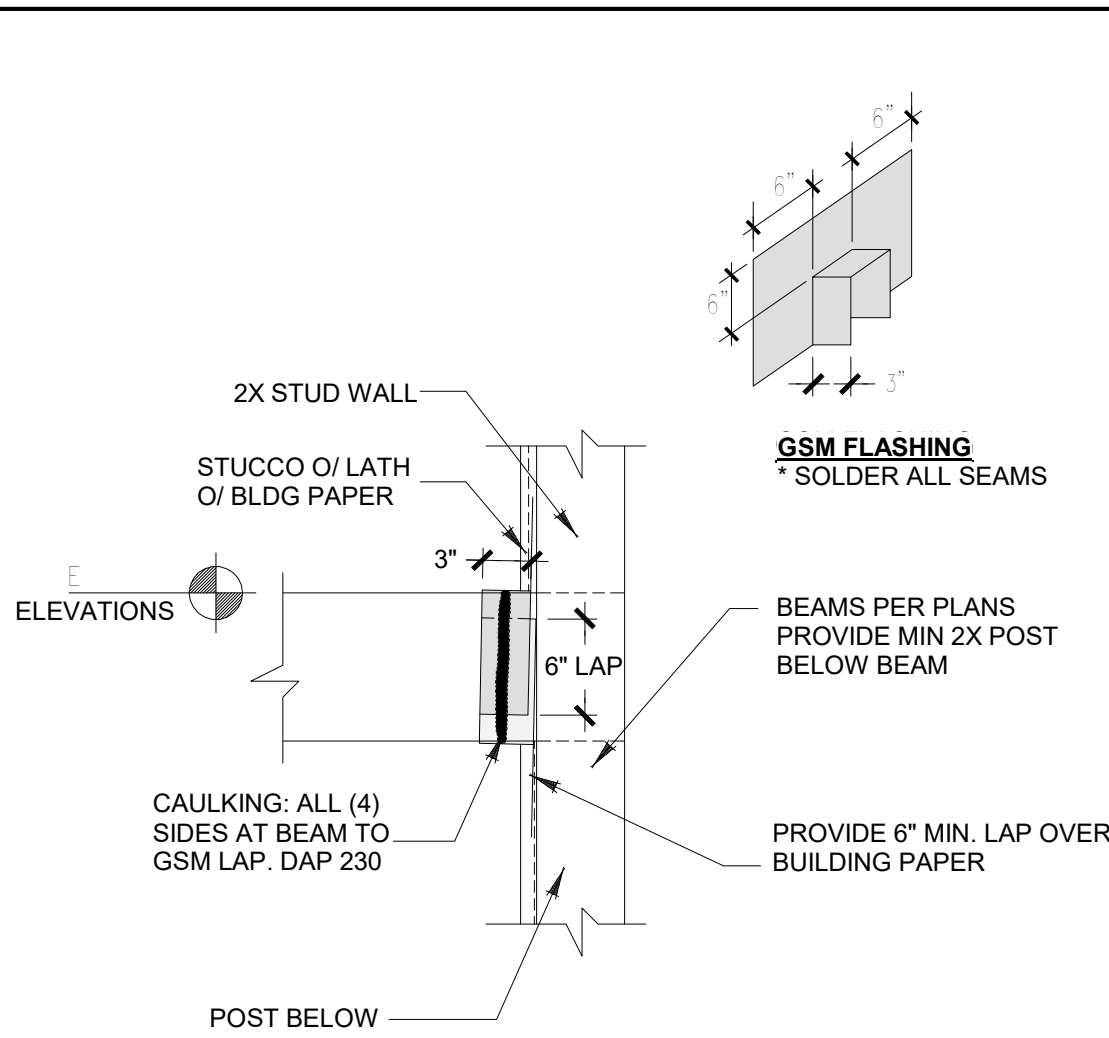 6”
6”
6”
3”
GSM FLASHING
* SOLDER ALL SEAMS
2X STUD WALL
STUCCO O/ LATH
O/ BLDG PAPER
3"
E
ELEVATIONS
6" LAP
BEAMS PER PLANS
PROVIDE MIN 2X POST
BELOW BEAM
CAULKING: ALL (4)
SIDES AT BEAM TO
GSM LAP. DAP 230
PROVIDE 6" MIN. LAP OVER
BUILDING PAPER
POST BELOW